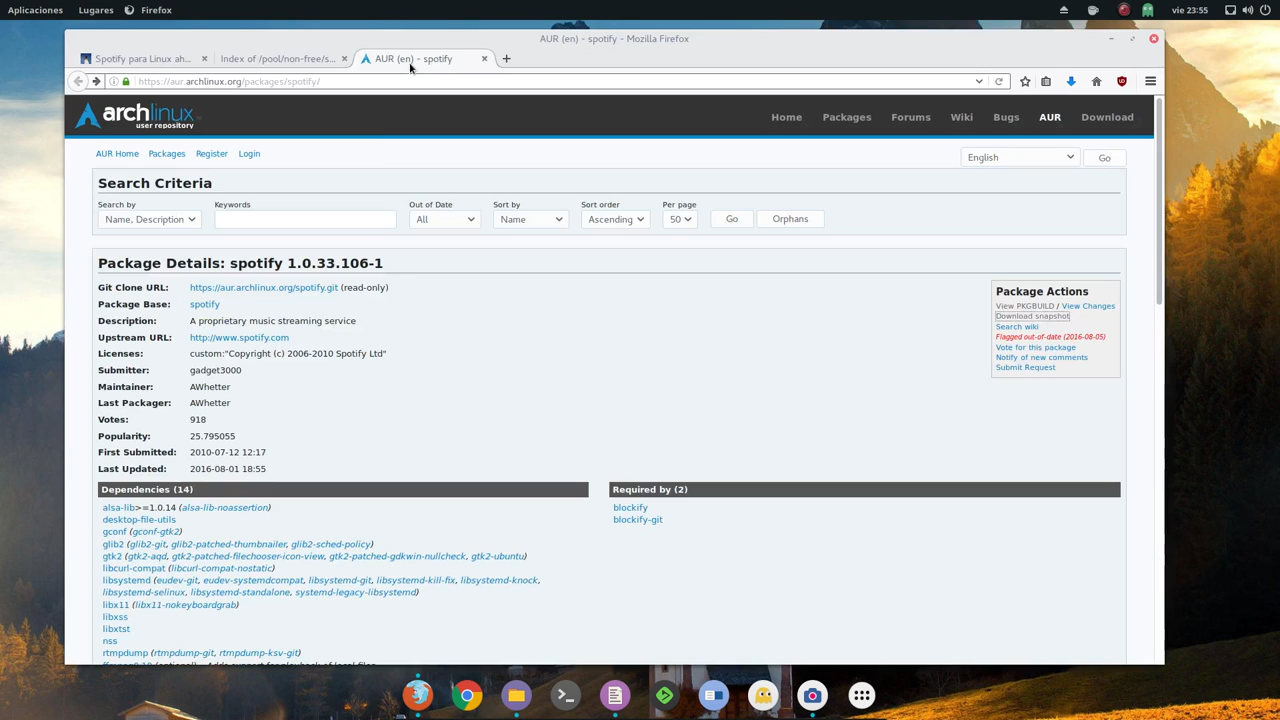 Aplicaciones Lugares Firefox vie 23:55
AUR (en) - spotify - Mozilla Firefox
Spotify para Linux ah... Index of /pool/non-free/s... AUR (en) - spotify
https://aur.archlinux.org/packages/spotify/
archlinux
user repository
Home Packages Forums Wiki Bugs AUR Download
AUR Home Packages Register Login
English Go
Search Criteria
Search by Keywords Out of Date Sort by Sort order Per page
Name, Description All Name Ascending 50 Go Orphans
Package Details: spotify 1.0.33.106-1
Git Clone URL: https://aur.archlinux.org/spotify.git (read-only)
Package Base: spotify
Description: A proprietary music streaming service
Upstream URL: http://www.spotify.com
Licenses: custom:"Copyright (c) 2006-2010 Spotify Ltd"
Submitter: gadget3000
Maintainer: AWhetter
Last Packager: AWhetter
Votes: 918
Popularity: 25.795055
First Submitted: 2010-07-12 12:17
Last Updated: 2016-08-01 18:55
Package Actions
View PKGBUILD / View Changes
Download snapshot
Search wiki
Flagged out-of-date (2016-08-05)
Vote for this package
Notify of new comments
Submit Request
Dependencies (14)
alsa-lib>=1.0.14 (alsa-lib-noassertion)
desktop-file-utils
gconf (gconf-gtk2)
glib2 (glib2-git, glib2-patched-thumbnailer, glib2-sched-policy)
gtk2 (gtk2-aqd, gtk2-patched-filechooser-icon-view, gtk2-patched-gdkwin-nullcheck, gtk2-ubuntu)
libcurl-compat (libcurl-compat-nostatic)
libsystemd (eudev-git, eudev-systemdcompat, libsystemd-git, libsystemd-kill-fix, libsystemd-knock,
libsystemd-selinux, libsystemd-standalone, systemd-legacy-libsystemd)
libx11 (libx11-nokeyboardgrab)
libxss
libxtst
nss
rtmpdump (rtmpdump-git, rtmpdump-ksv-git)
Required by (2)
blockify
blockify-git